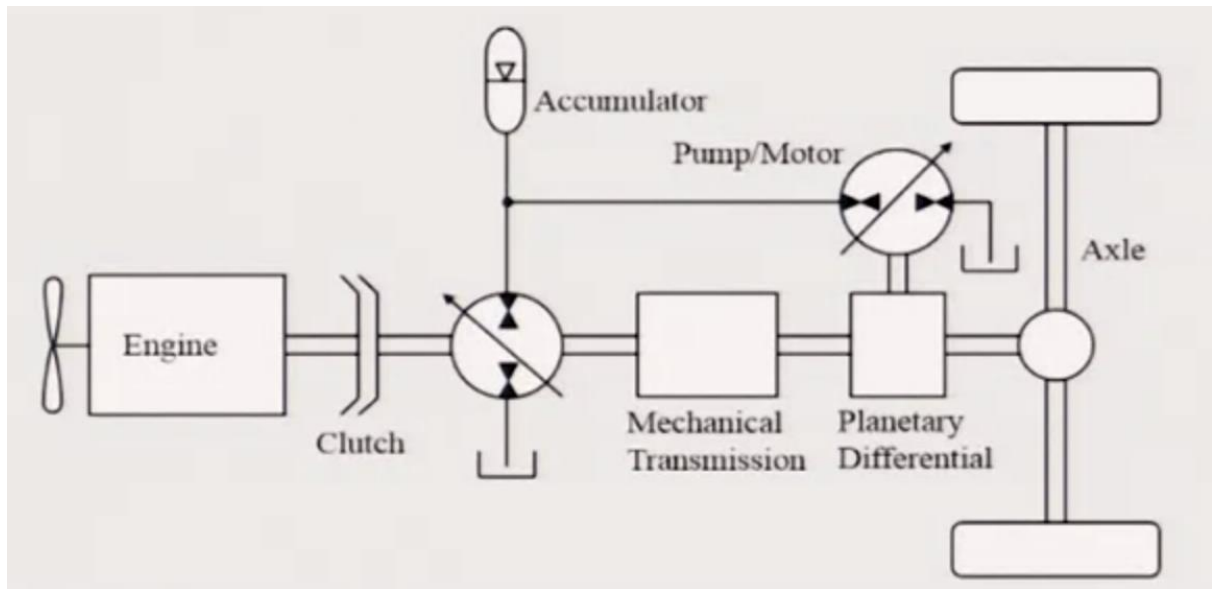 Accumulator
Pump/Motor
Axle
Engine
Clutch
Mechanical
Transmission
Planetary
Differential